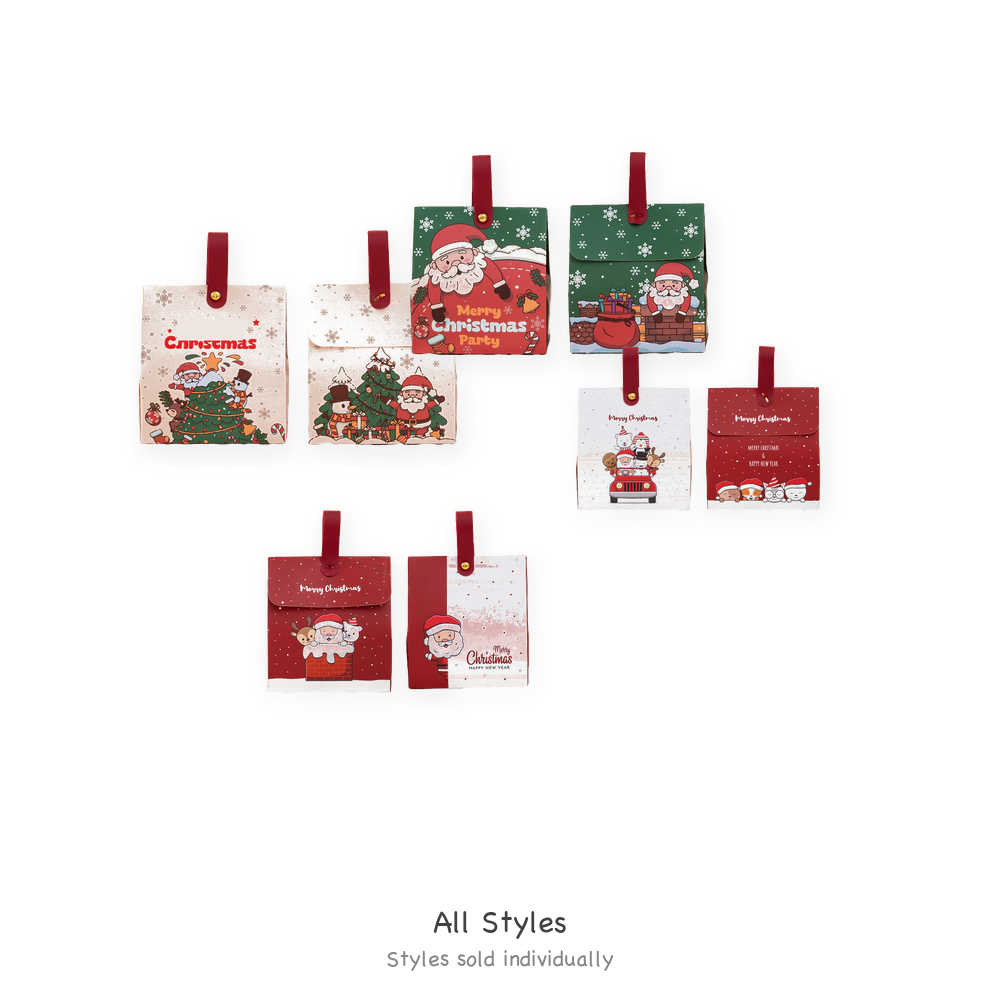 Merry
Christmas
Party
Christmas
Merry Christmas
Merry Christmas
MERRY CHRISTMAS
&
HAPPY NEW YEAR
Merry Christmas
Merry
Christmas
HAPPY NEW YEAR
All Styles
Styles sold individually